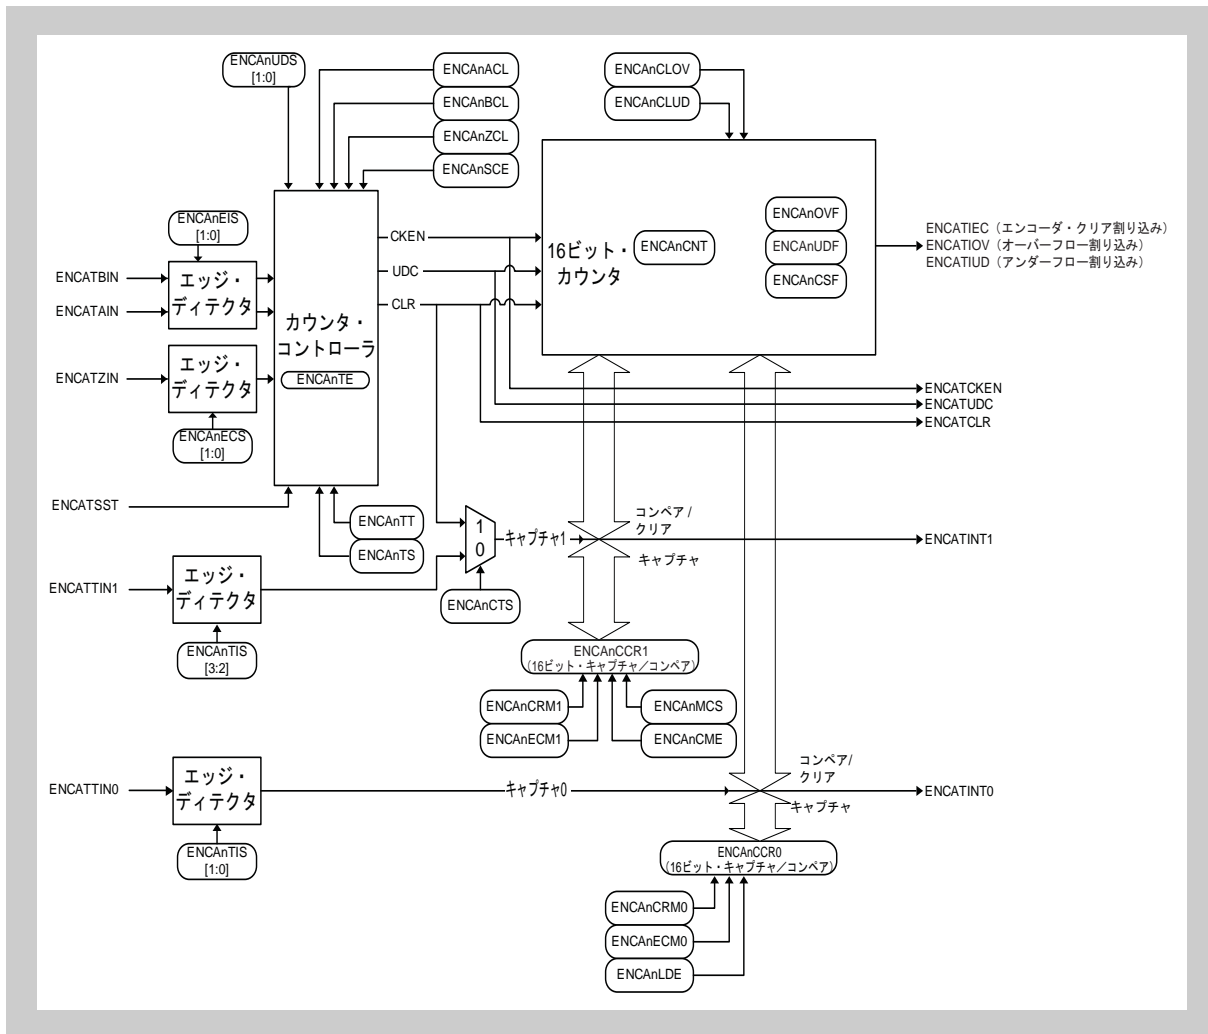 ENCAnUDS
[1:0]
ENCAnACL
ENCAnBCL
ENCAnZCL
ENCAnSCE
ENCAnCLOV
ENCAnCLUD
ENCAnEIS
[1:0]
ENCATBIN
ENCATAIN
エッジ・
ディテクタ
ENCATZIN
エッジ・
ディテクタ
ENCAnECS
[1:0]
カウンタ・
コントローラ
ENCAnTE
CKEN
UDC
CLR
16ビット・
カウンタ
ENCAnCNT
ENCAnOVF
ENCAnUDF
ENCAnCSF
ENCATIEC（エンコーダ・クリア割り込み）
ENCATIOV（オーバーフロー割り込み）
ENCATIUD（アンダーフロー割り込み）
ENCATCKEN
ENCATUDC
ENCATCLR
ENCATSST
ENCAnTT
ENCAnTS
1
0
キャプチャ1
コンペア /
クリア
キャプチャ
ENCATINT1
ENCATTIN1
エッジ・
ディテクタ
ENCAnTIS
[3:2]
ENCAnCTS
ENCAnCCR1
（16ビット・キャプチャ／コンペア）
ENCAnCRM1
ENCAnECM1
ENCAnMCS
ENCAnCME
ENCATTIN0
エッジ・
ディテクタ
ENCAnTIS
[1:0]
キャプチャ0
コンペア/
クリア
キャプチャ
ENCATINT0
ENCAnCCR0
（16ビット・キャプチャ／コンペア）
ENCAnCRM0
ENCAnECM0
ENCAnLDE